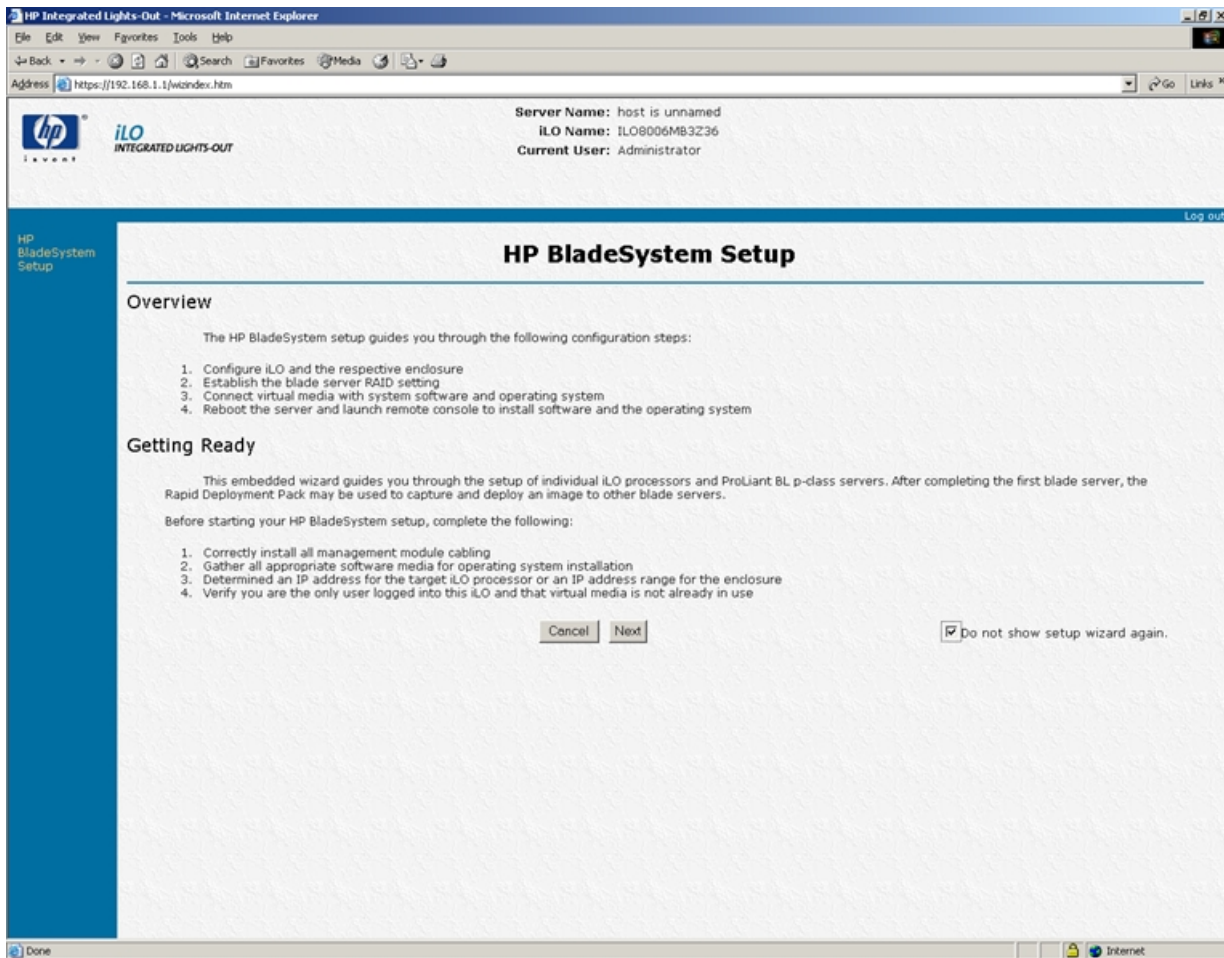 HP Integrated Lights-Out - Microsoft Internet Explorer
File Edit View Favorites Tools Help
Back Search Favorites Media
Address https://192.168.1.1/wizindex.htm Go Links »
hp
invent
iLO
INTEGRATED LIGHTS-OUT
Server Name: host is unnamed
iLO Name: ILO8006MB3Z36
Current User: Administrator
Log out
HP
BladeSystem
Setup
HP BladeSystem Setup
Overview
The HP BladeSystem setup guides you through the following configuration steps:
1. Configure iLO and the respective enclosure
2. Establish the blade server RAID setting
3. Connect virtual media with system software and operating system
4. Reboot the server and launch remote console to install software and the operating system
Getting Ready
This embedded wizard guides you through the setup of individual iLO processors and ProLiant BL p-class servers. After completing the first blade server, the
Rapid Deployment Pack may be used to capture and deploy an image to other blade servers.
Before starting your HP BladeSystem setup, complete the following:
1. Correctly install all management module cabling
2. Gather all appropriate software media for operating system installation
3. Determined an IP address for the target iLO processor or an IP address range for the enclosure
4. Verify you are the only user logged into this iLO and that virtual media is not already in use
Cancel Next Do not show setup wizard again.
Done Internet